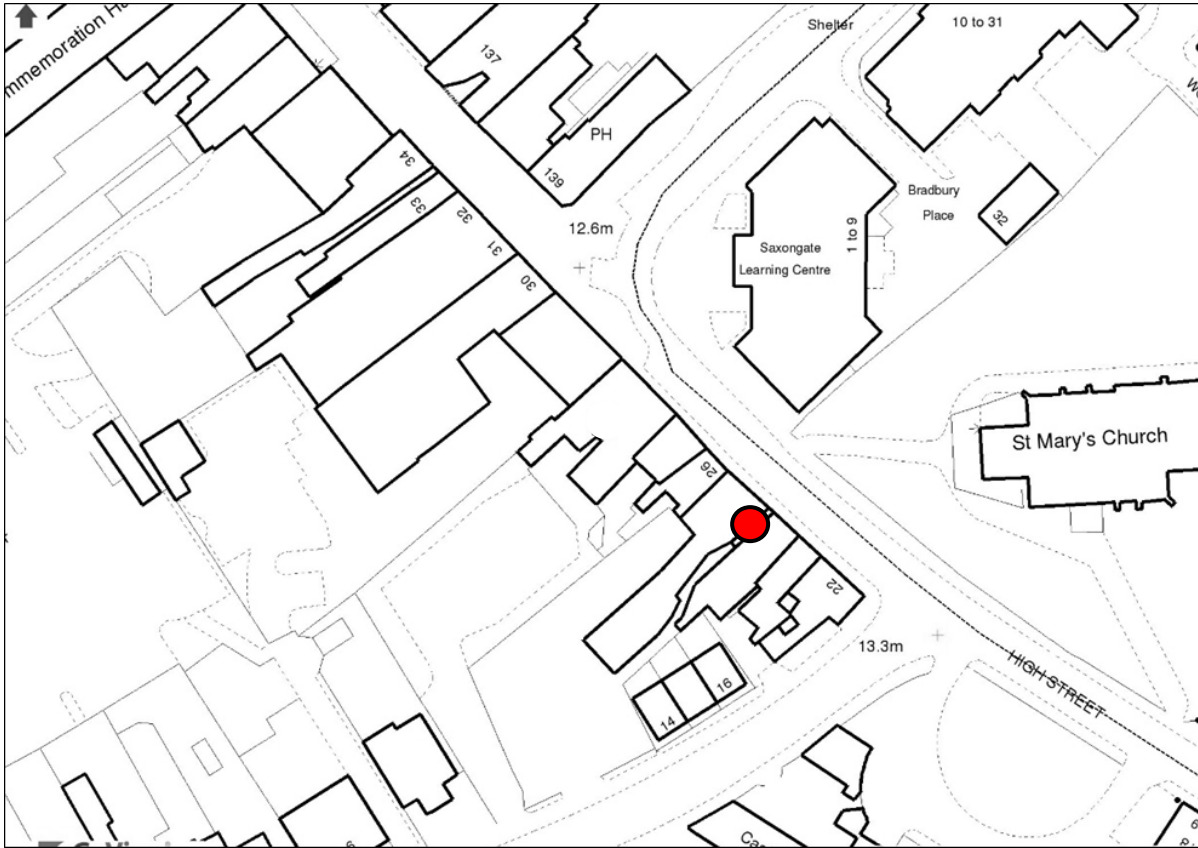 mmemoration Ha
137
Shelter
10 to 31
PH
139
34
33
32
31
30
12.6m
Bradbury
Place
32
1 to 9
Saxongate
Learning Centre
St Mary's Church
26
22
13.3m
HIGH STREET
16
14